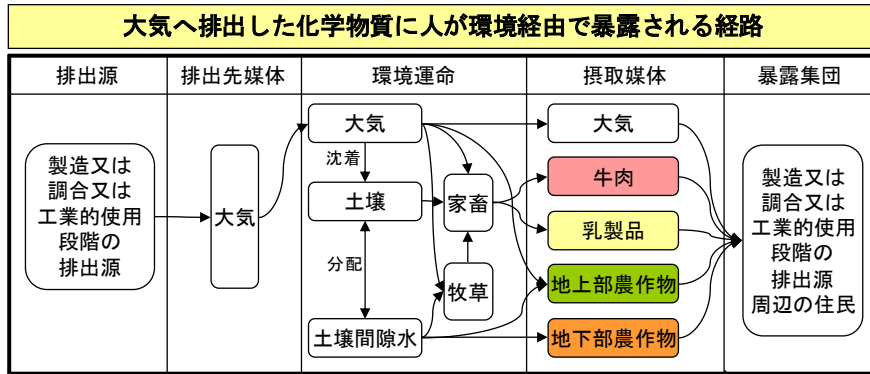 大気へ排出した化学物質に人が環境経由で暴露される経路
排出源
排出先媒体
環境運命
摂取媒体
暴露集団
製造又は
調合又は
工業的使用
段階の
排出源
大気
大気
沈着
土壌
分配
土壌間隙水
家畜
牧草
大気
牛肉
乳製品
地上部農作物
地下部農作物
製造又は
調合又は
工業的使用
段階の
排出源
周辺の住民